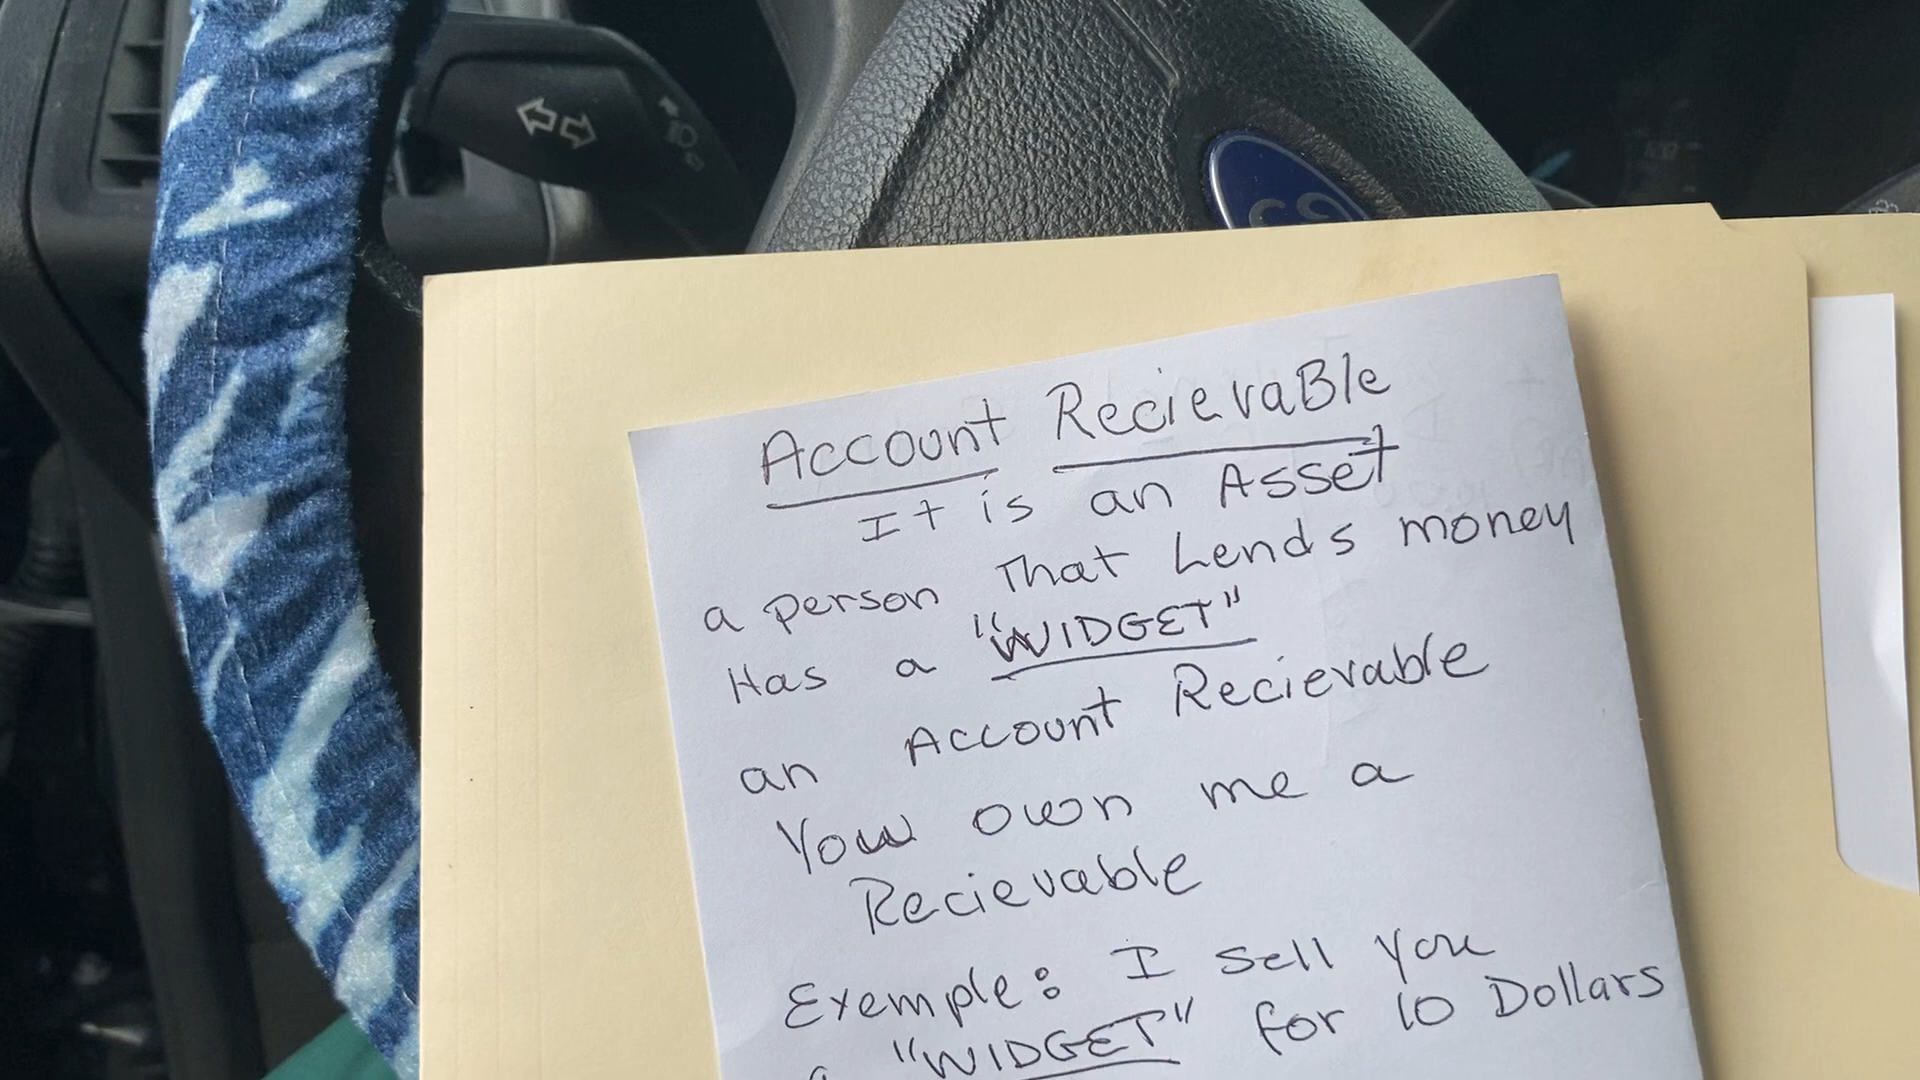 Account RecievaBle
It is an Asset
a person That Lends money
Has a "WIDGET"
an Account Recievable
You own me a
Recievable
Exemple: I sell you
a "WIDGET" for 10 Dollars